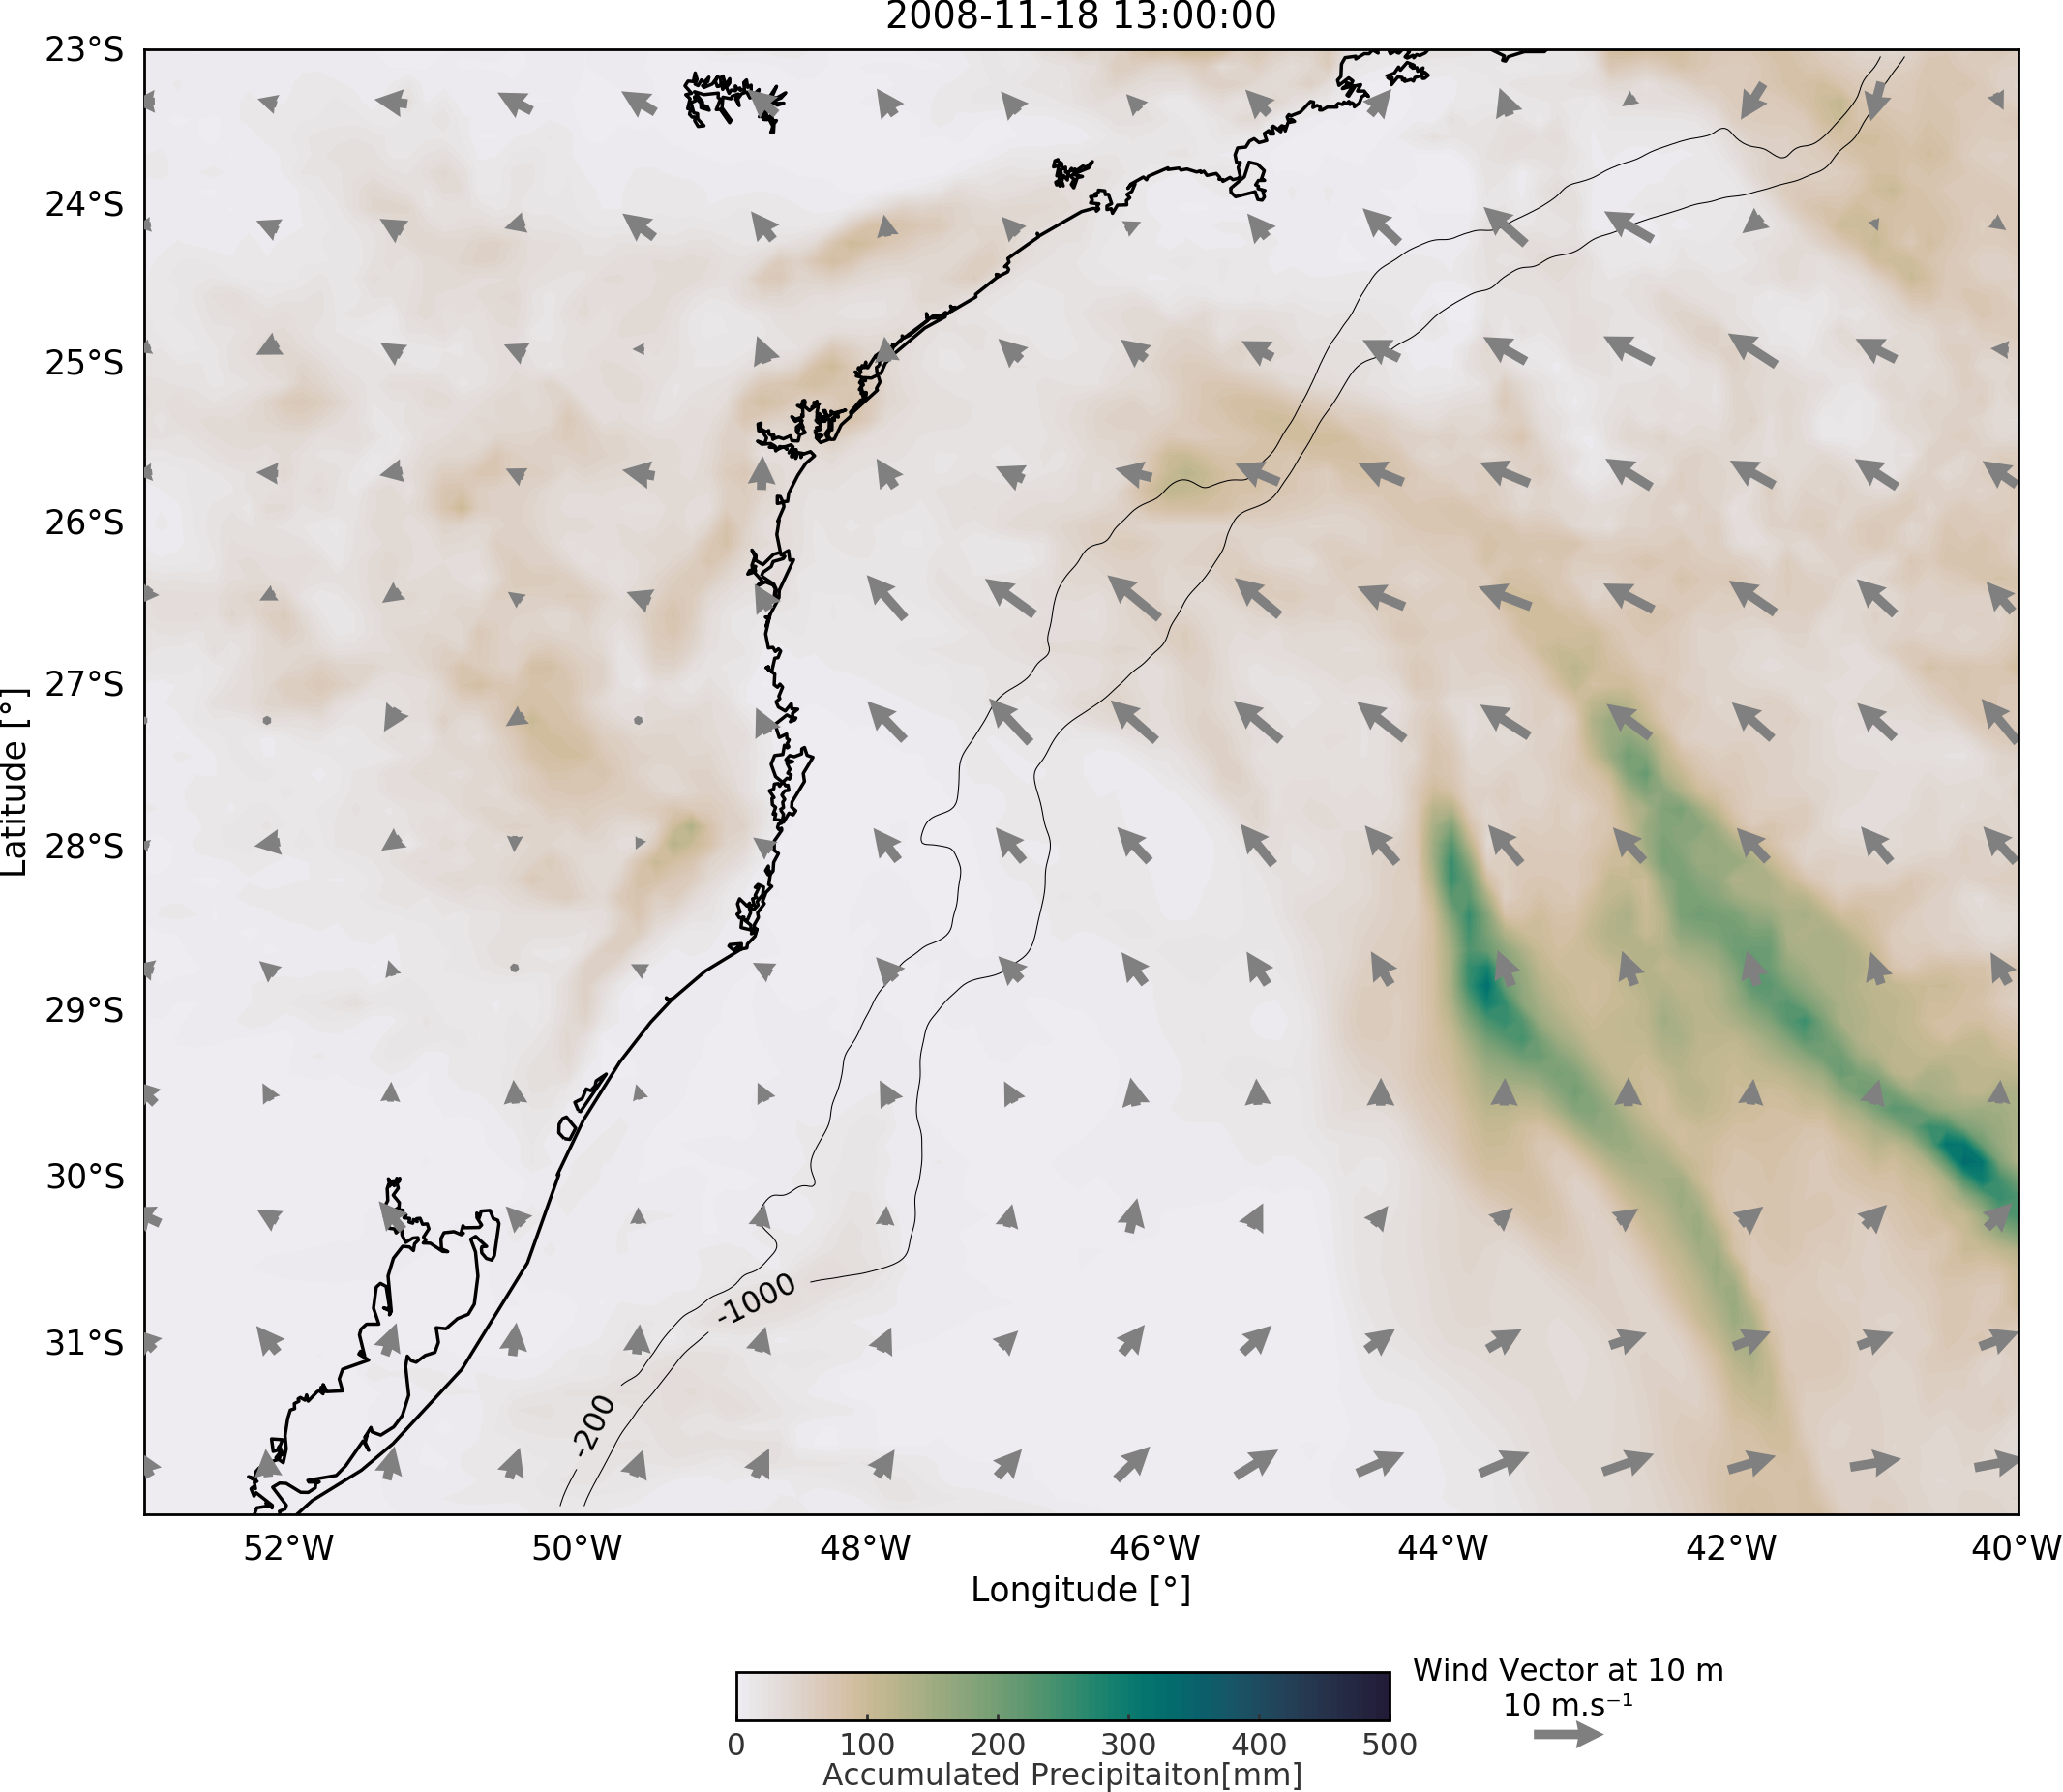 2008-11-18 13:00:00
23°S
24°S
25°S
26°S
27°S
28°S
29°S
30°S
31°S
Latitude [°]
-1000
-200
52°W
50°W
48°W
46°W
44°W
42°W
40°W
Longitude [°]
Wind Vector at 10 m
10 m.s⁻¹
0
100
200
300
400
500
Accumulated Precipitaiton[mm]